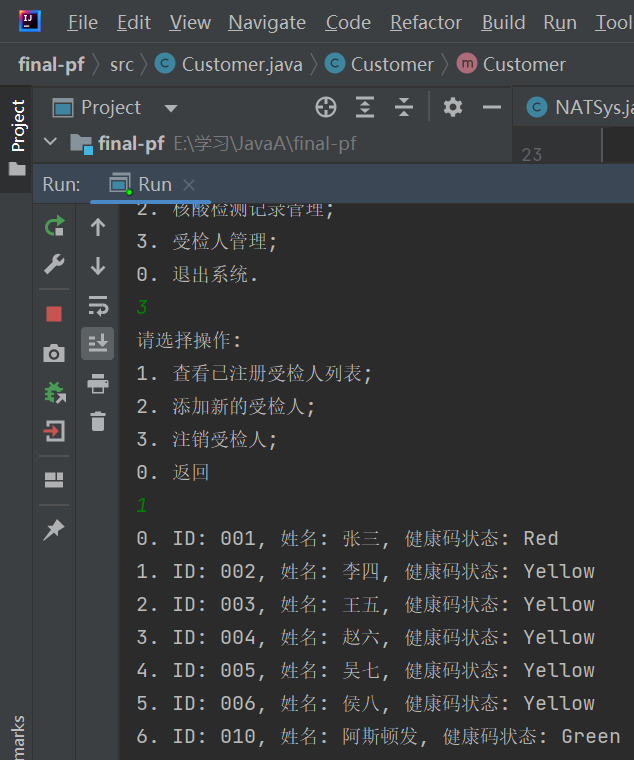 File Edit View Navigate Code Refactor Build Run Tool
final-pf src Customer.java Customer Customer
Project NATSys.ja
Project
final-pf E:\学习\JavaA\final-pf
23
Run: Run
2. 核酸检测记录管理;
3. 受检人管理;
0. 退出系统.
3
请选择操作:
1. 查看已注册受检人列表;
2. 添加新的受检人;
3. 注销受检人;
0. 返回
1
0. ID: 001, 姓名: 张三, 健康码状态: Red
1. ID: 002, 姓名: 李四, 健康码状态: Yellow
2. ID: 003, 姓名: 王五, 健康码状态: Yellow
3. ID: 004, 姓名: 赵六, 健康码状态: Yellow
4. ID: 005, 姓名: 吴七, 健康码状态: Yellow
5. ID: 006, 姓名: 侯八, 健康码状态: Yellow
6. ID: 010, 姓名: 阿斯顿发, 健康码状态: Green
marks